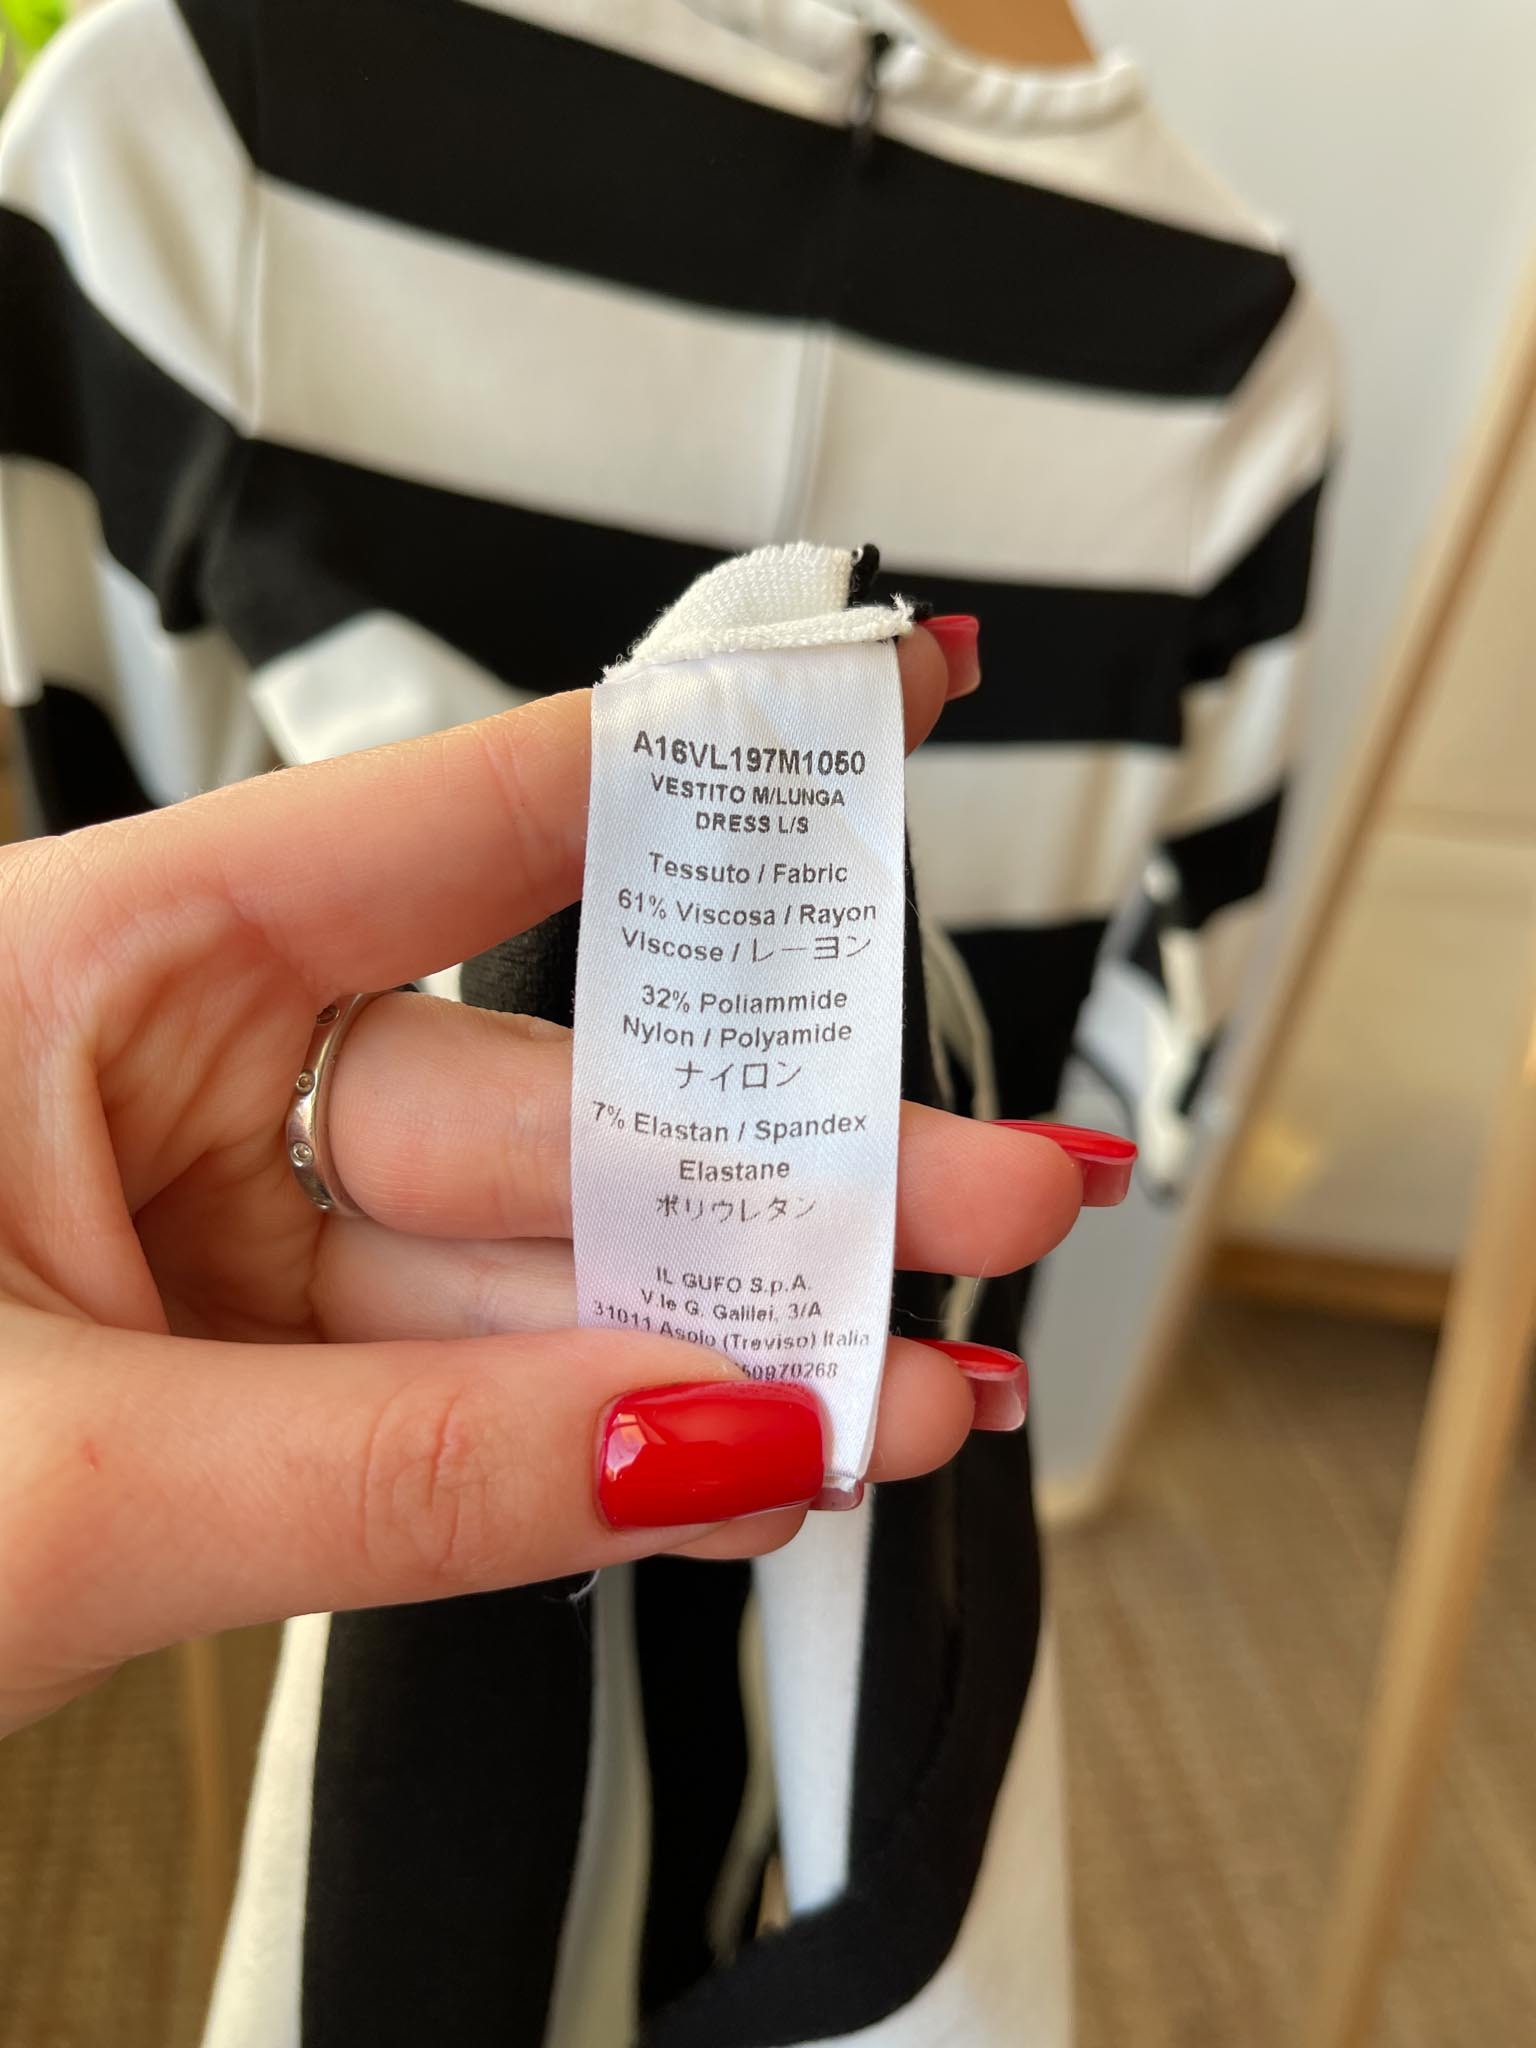 A16VL197M1050
VESTITO M/LUNGA
DRESS L/S
Tessuto / Fabric
61% Viscosa / Rayon
Viscose / レーヨン
32% Poliammide
Nylon / Polyamide
ナイロン
7% Elastan / Spandex
Elastane
ポリウレタン
IL GUFO S.p.A.
V.le G. Galilei, 3/A
31011 Asolo (Treviso) Italia